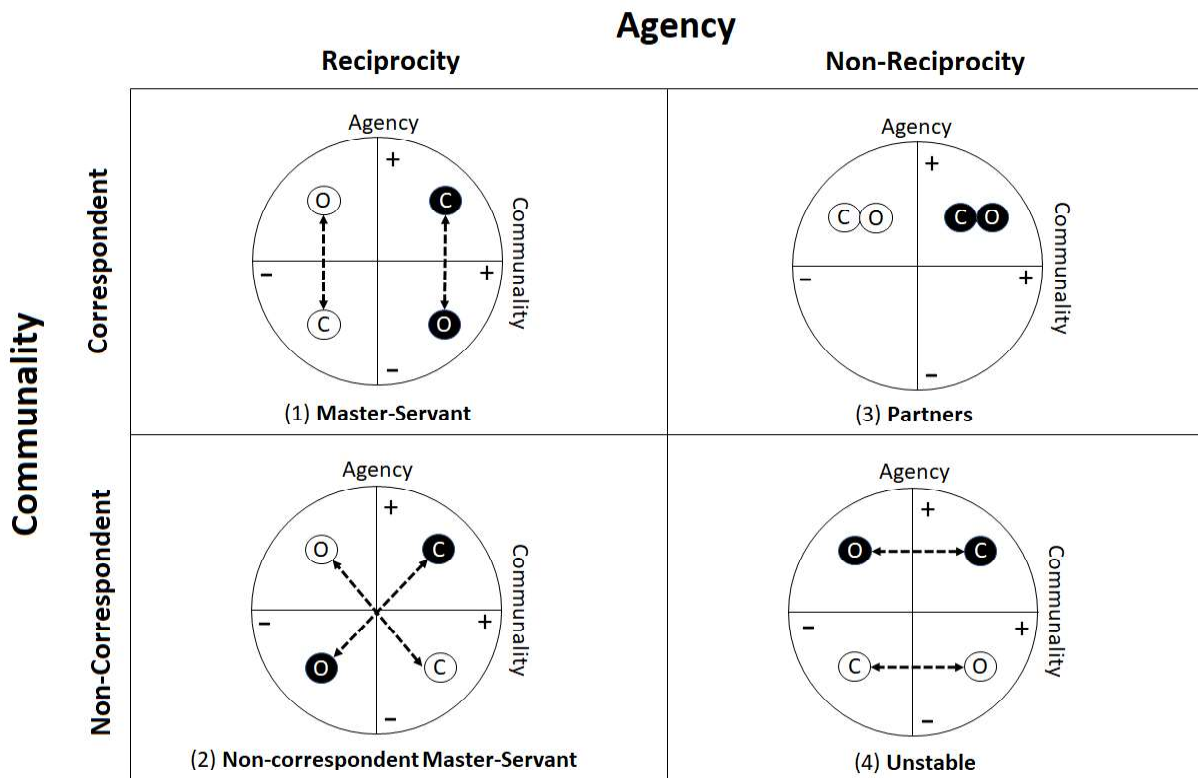 Agency
Reciprocity
Non-Reciprocity
Communality
Correspondent
Agency
+
O
C
Communality
−
+
C
O
−
(1) Master-Servant
Agency
+
C O
C O
Communality
−
+
−
(3) Partners
Non-Correspondent
Agency
+
O
C
Communality
−
+
O
C
−
(2) Non-correspondent Master-Servant
Agency
+
O
C
Communality
−
+
C
O
−
(4) Unstable